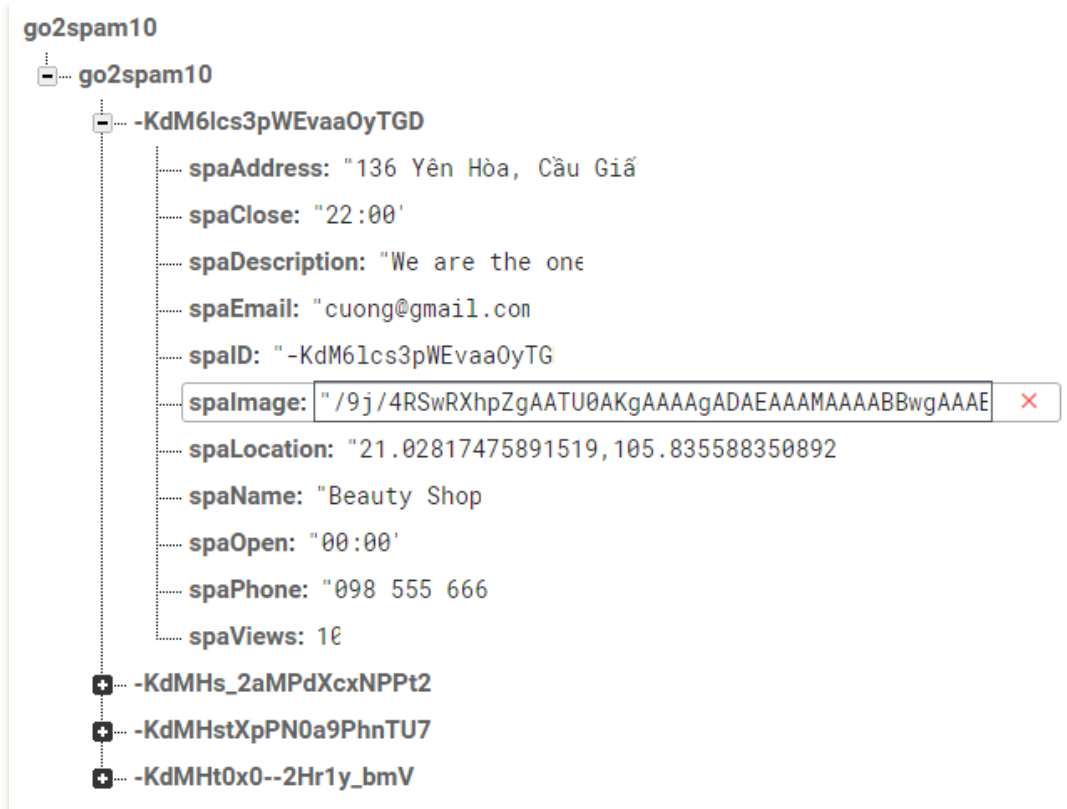 go2spam10
go2spam10
-KdM6lcs3pWEvaaOyTGD
spaAddress: "136 Yên Hòa, Cầu Giấ
spaClose: "22:00'
spaDescription: "We are the one
spaEmail: "cuong@gmail.com
spaID: "-KdM6lcs3pWEvaaOyTG
spaImage: "/9j/4RSwRXhpZgAATU0AKgAAAAgADAEAAAMAAAABBwgAAAE
spaLocation: "21.02817475891519,105.835588350892
spaName: "Beauty Shop
spaOpen: "00:00'
spaPhone: "098 555 666
spaViews: 10
-KdMHs_2aMPdXcxNPPt2
-KdMHstXpPN0a9PhnTU7
-KdMHt0x0--2Hr1y_bmV